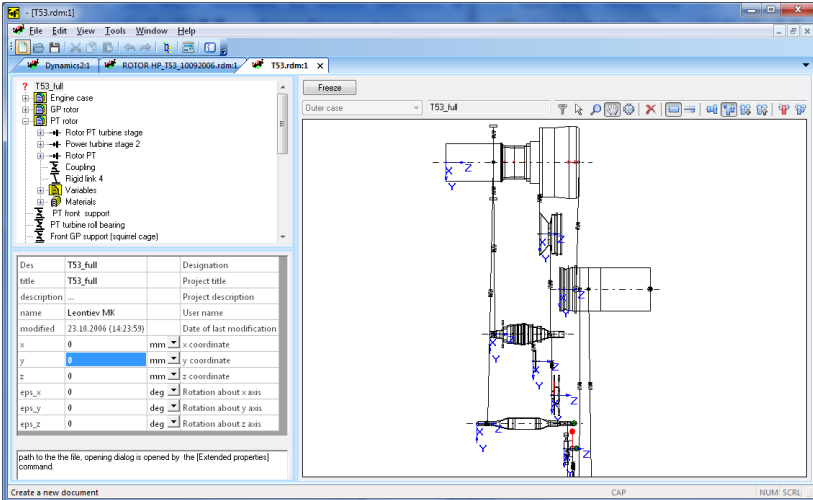 - [T53.rdm:1]
File Edit View Tools Window Help
Dynamics2:1 ROTOR HP_T53_10092006.rdm:1 T53.rdm:1 x
? T53_full
Engine case
GP rotor
PT rotor
Rotor PT turbine stage
Power turbine stage 2
Rotor PT
Coupling
Rigid link 4
Variables
Materials
PT front support
PT turbine roll bearing
Front GP support (squirrel cage)
Des T53_full Designation
title T53_full Project title
description ... Project description
name Leontiev MK User name
modified 23.10.2006 (14:23:59) Date of last modification
x 0 mm x coordinate
y 0 mm y coordinate
z 0 mm z coordinate
eps_x 0 deg Rotation about x axis
eps_y 0 deg Rotation about y axis
eps_z 0 deg Rotation about z axis
path to the the file, opening dialog is opened by the [Extended properties]
command.
Freeze
Outer case T53_full
X Z
Y
X Z
Y
Z
Y
X Z
Y
Z
Y
X Z
Y
X Z
Y
Z
Y
Create a new document CAP NUM SCRL